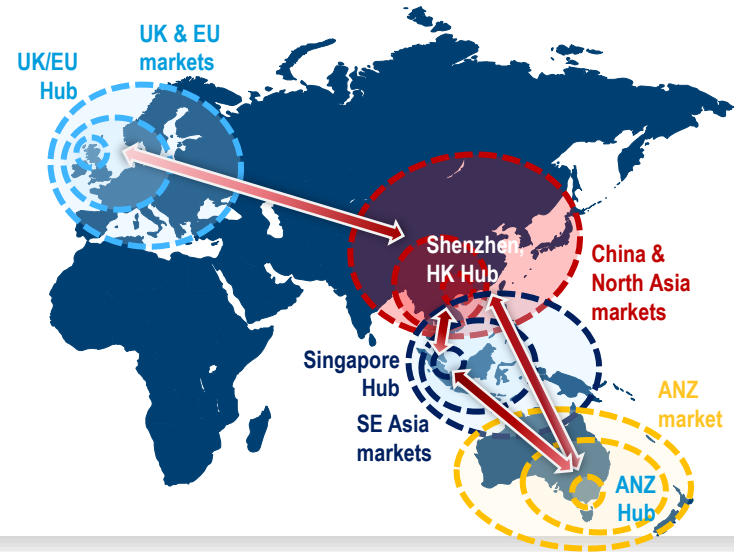 UK & EU
markets
UK/EU
Hub
Shenzhen,
HK Hub
China &
North Asia
markets
Singapore
Hub
SE Asia
markets
ANZ
market
ANZ
Hub